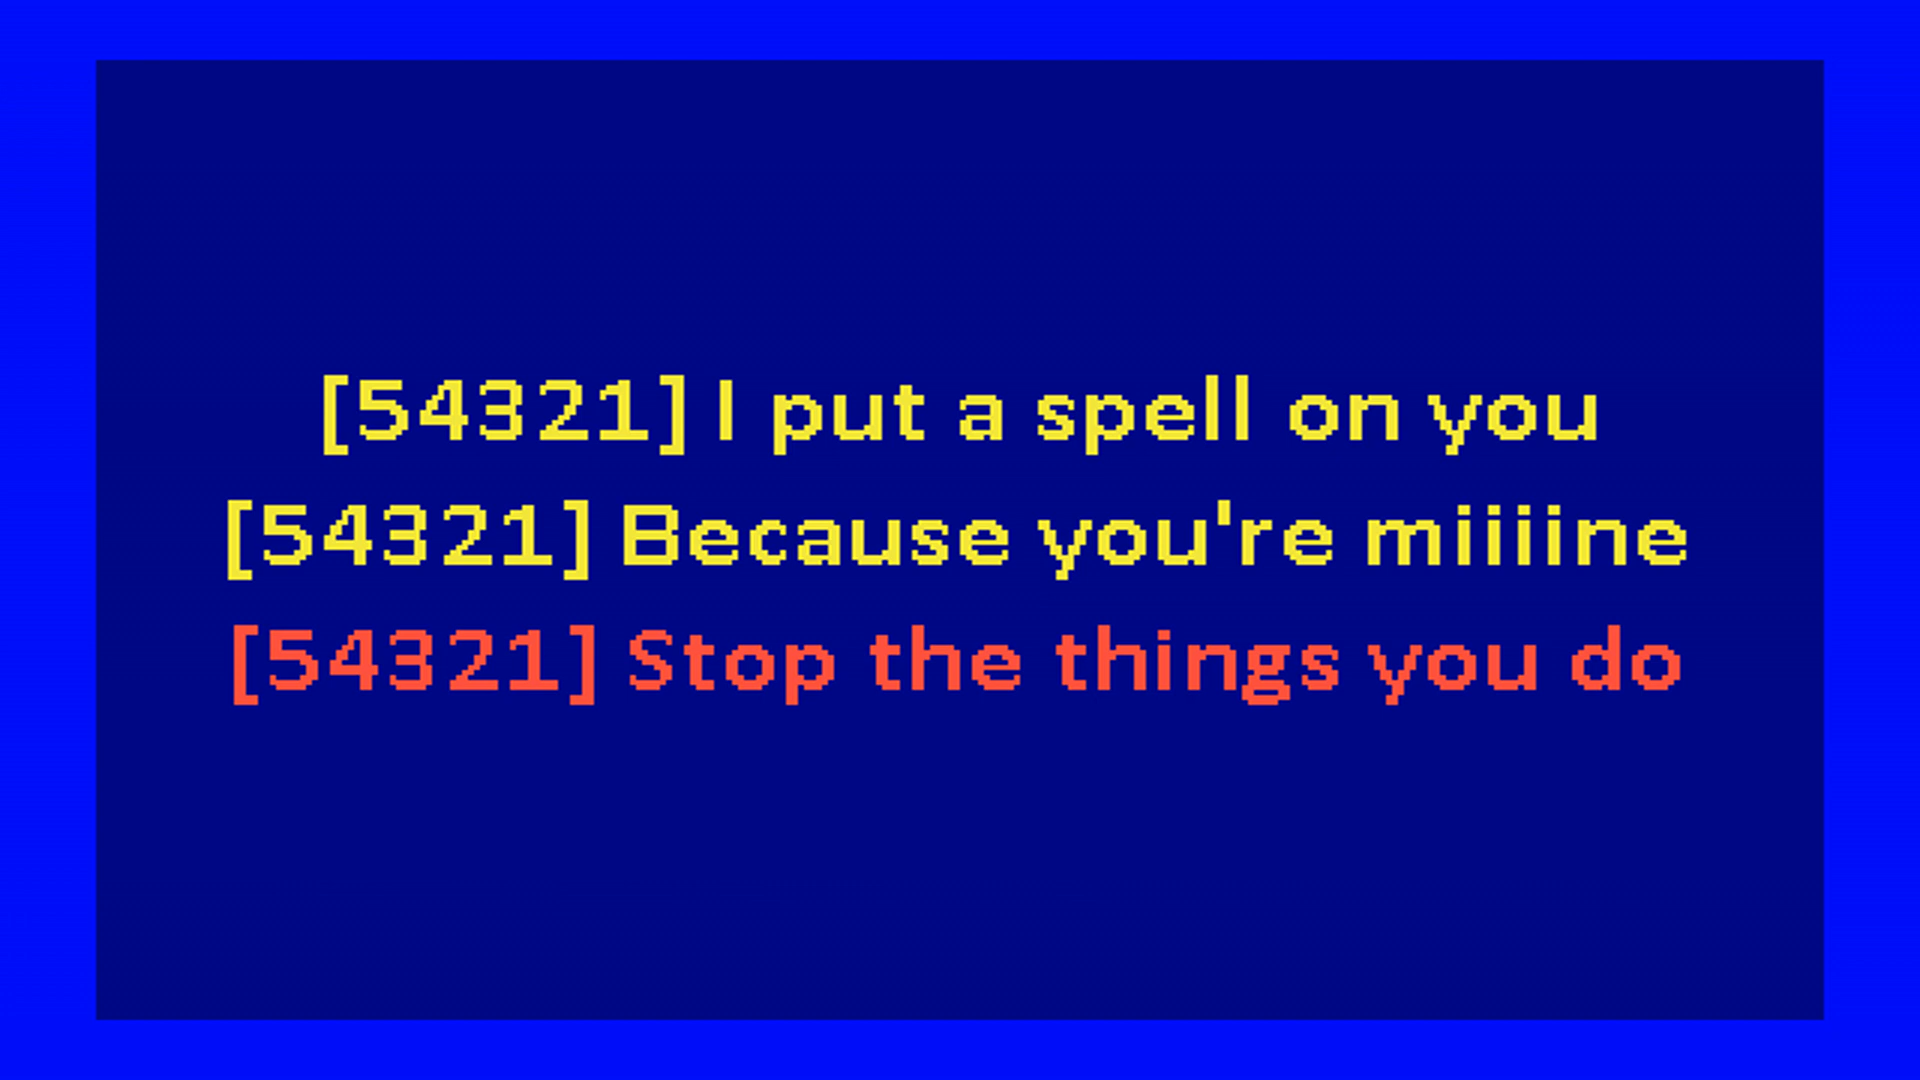 [54321] I put a spell on you
[54321] Because you're miiiine
[54321] Stop the things you do